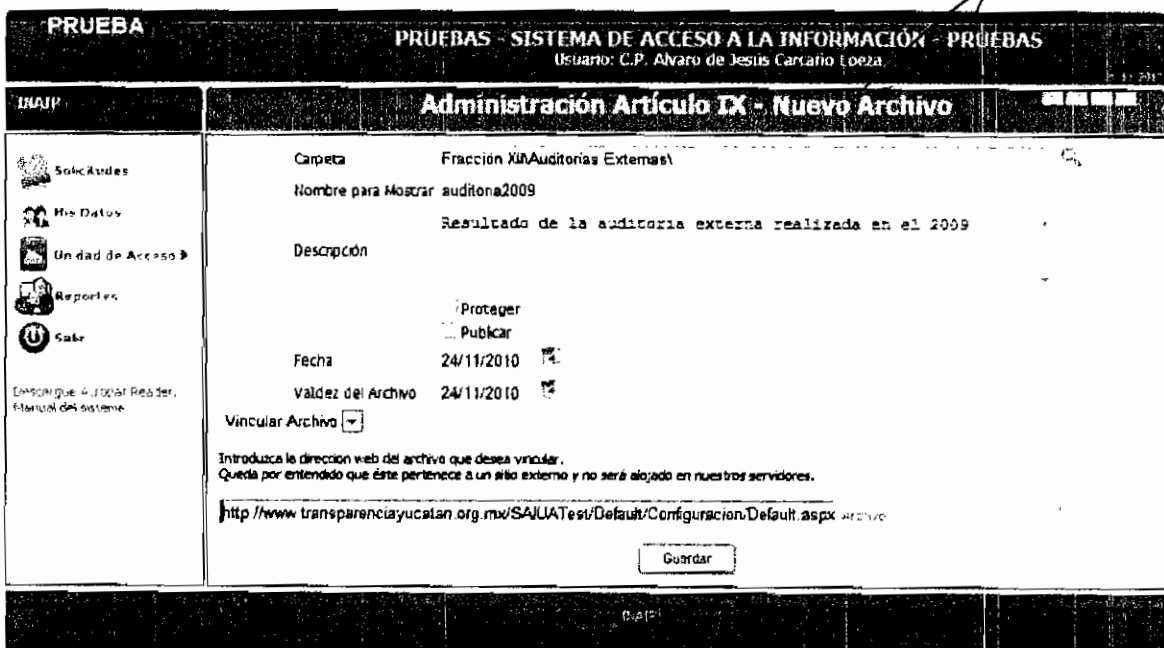 PRUEBA
PRUEBAS - SISTEMA DE ACCESO A LA INFORMACIÓN - PRUEBAS
Usuario: C.P. Alvaro de Jesús Carcaño Loeza
INAIP
Administración Artículo IX - Nuevo Archivo
Solicitudes
Mis Datos
Unidad de Acceso
Reportes
Salir
Descargue Acrobat Reader.
Manual del sistema
Carpeta Fracción XII\Auditorias Externas\
Nombre para Mostrar auditoria2009
Resultado de la auditoria externa realizada en el 2009
Descripción
Proteger
Publicar
Fecha 24/11/2010
Validez del Archivo 24/11/2010
Vincular Archivo
Introduzca la direccion web del archivo que desea vincular.
Queda por entendido que éste pertenece a un sitio externo y no será alojado en nuestros servidores.
http://www.transparenciayucatan.org.mx/SAIUATest/Default/Configuracion/Default.aspx Archivo
Guardar
INAIP